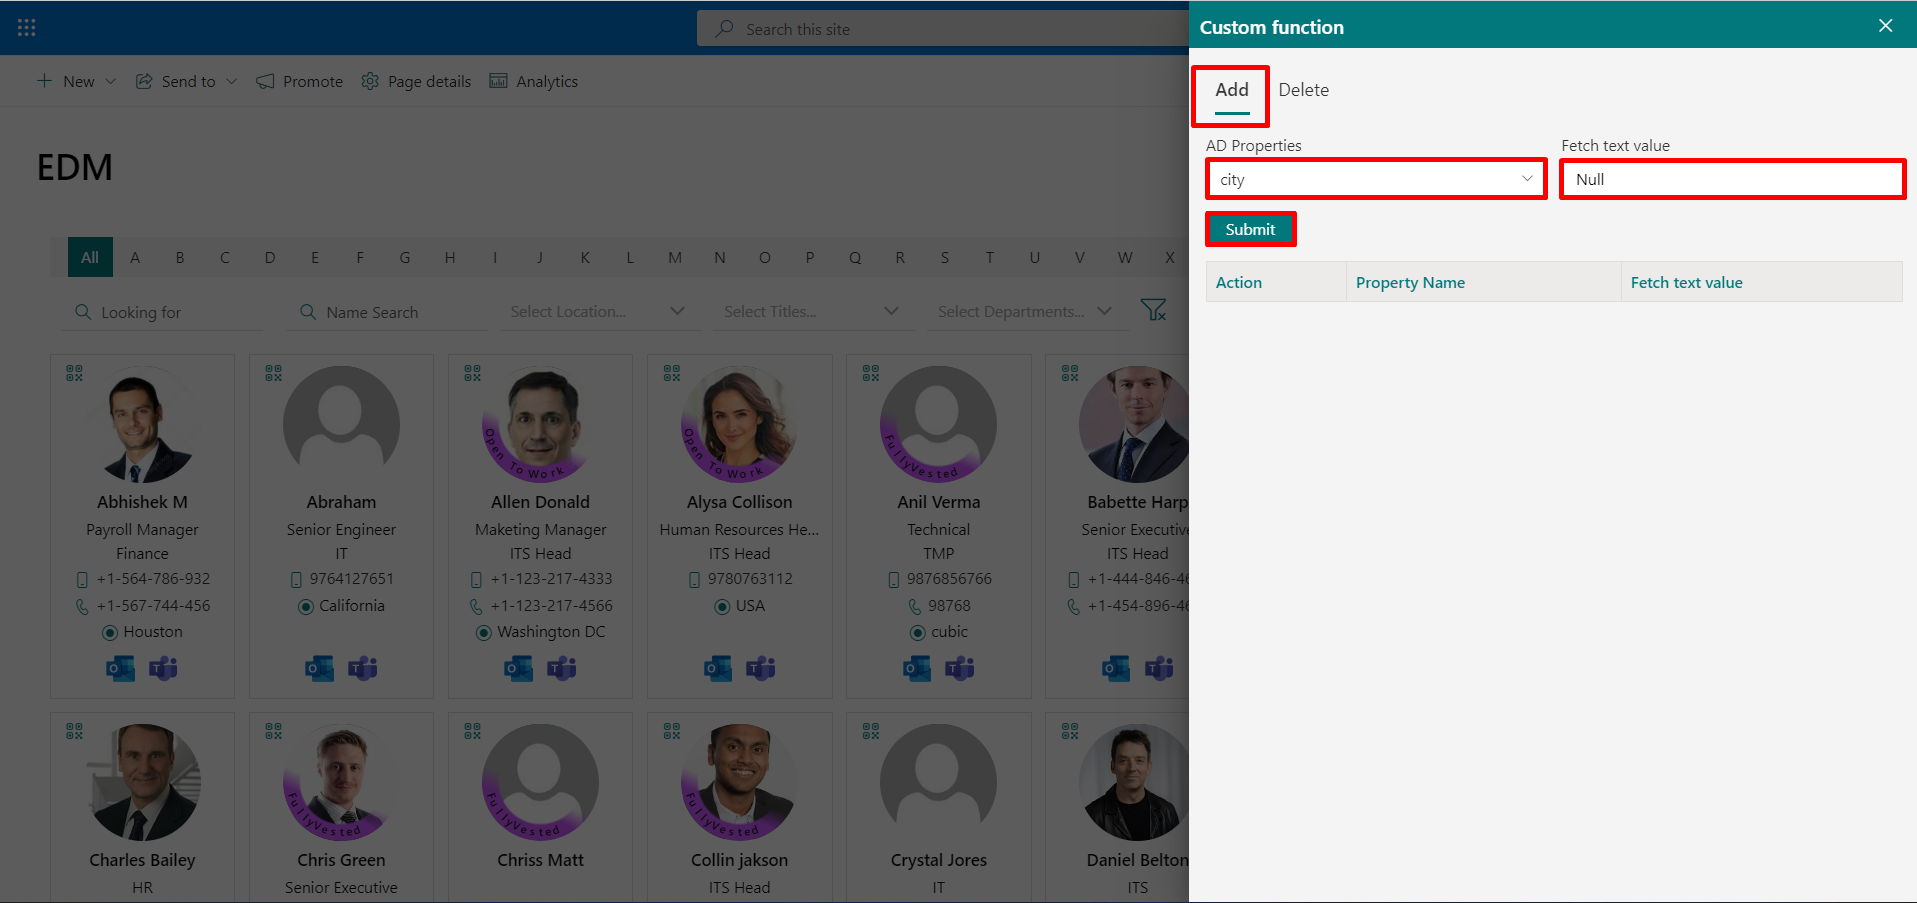 Search this site
Custom function
New
Send to
Promote
Page details
Analytics
Add
Delete
AD Properties
Fetch text value
city
Null
Submit
Action
Property Name
Fetch text value
EDM
All A B C D E F G H I J K L M N O P Q R S T U V W X
Looking for
Name Search
Select Location...
Select Titles...
Select Departments...
Open To Work
Open To Work
FullyVested
Abhishek M
Payroll Manager
Finance
+1-564-786-932
+1-567-744-456
Houston
Abraham
Senior Engineer
IT
9764127651
California
Allen Donald
Maketing Manager
ITS Head
+1-123-217-4333
+1-123-217-4566
Washington DC
Alysa Collison
Human Resources He...
ITS Head
9780763112
USA
Anil Verma
Technical
TMP
9876856766
98768
cubic
Babette Harp
Senior Executive
ITS Head
+1-444-846-46
+1-454-896-46
FullyVested
FullyVested
FullyVested
Charles Bailey
HR
Chris Green
Senior Executive
Chriss Matt
Collin jakson
ITS Head
Crystal Jores
IT
Daniel Belton
ITS